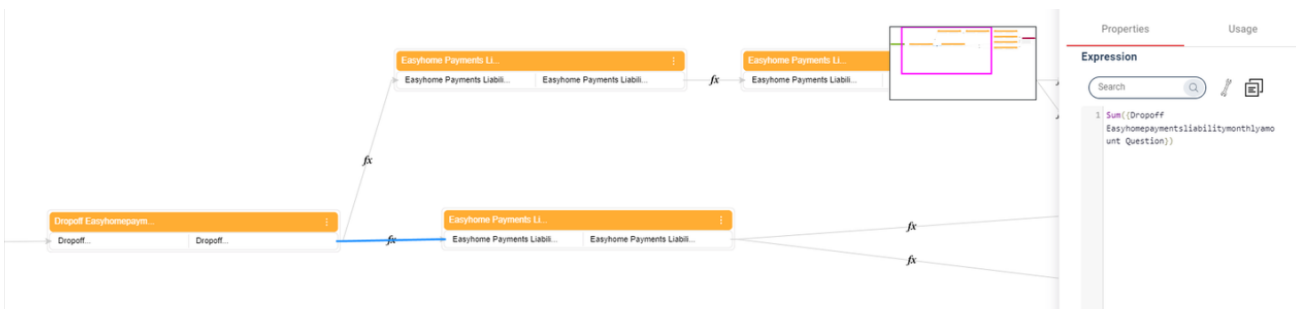 Properties Usage
Expression
Search
1 Sum({Dropoff
Easyhomepaymentsliabilitymonthlyamo
unt Question})
Easyhome Payments Li... Easyhome Payments Li...
Easyhome Payments Liabili... Easyhome Payments Liabili... fx Easyhome Payments Liabili...
fx
Dropoff Easyhomepaym... Easyhome Payments Li...
Dropoff... Dropoff... fx Easyhome Payments Liabili... Easyhome Payments Liabili... fx
fx